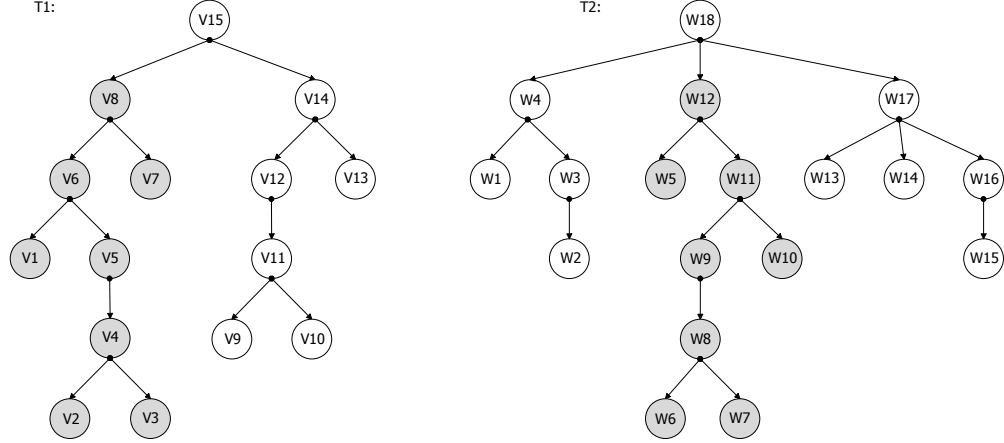 T1: V15 T2: W18
V8 V14 W4 W12 W17
V6 V7 V12 V13 W1 W3 W5 W11 W13 W14 W16
V1 V5 V11 W2 W9 W10 W15
V4 V9 V10 W8
V2 V3 W6 W7